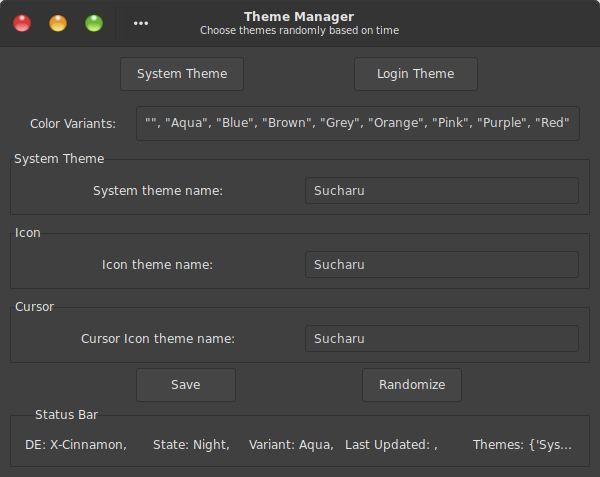 Theme Manager
Choose themes randomly based on time
System Theme
Login Theme
Color Variants:
"", "Aqua", "Blue", "Brown", "Grey", "Orange", "Pink", "Purple", "Red"
System Theme
System theme name:
Sucharu
Icon
Icon theme name:
Sucharu
Cursor
Cursor Icon theme name:
Sucharu
Save
Randomize
Status Bar
DE: X-Cinnamon, State: Night, Variant: Aqua, Last Updated: , Themes: {'Sys...